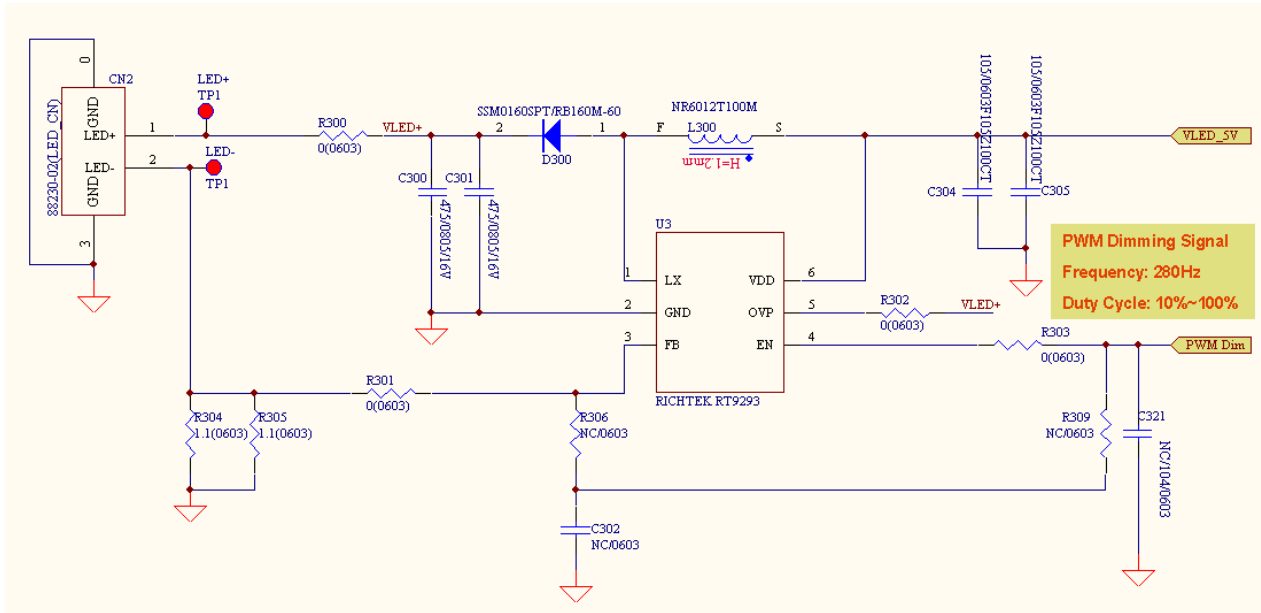 0
CN2
LED+
TP1
GND
LED+
LED-
GND
88230-02(LED_CN)
1
2
3
LED-
TP1
R300
0(0603)
VLED+
C300
475/0805/16V
C301
475/0805/16V
SSM0160SPT/RB160M-60
2
1
D300
NR6012T100M
F
L300
S
H=1.2mm
105/0603F105Z100CT
105/0603F105Z100CT
C304
C305
VLED_5V
U3
1
LX
2
GND
3
FB
VDD
6
OVP
5
EN
4
RICHTEK RT9293
R302
0(0603)
VLED+
R303
0(0603)
PWM Dimming Signal
Frequency: 280Hz
Duty Cycle: 10%~100%
PWM Dim
R301
0(0603)
R304
1.1(0603)
R305
1.1(0603)
R306
NC/0603
R309
NC/0603
C321
NC/104/0603
C302
NC/0603